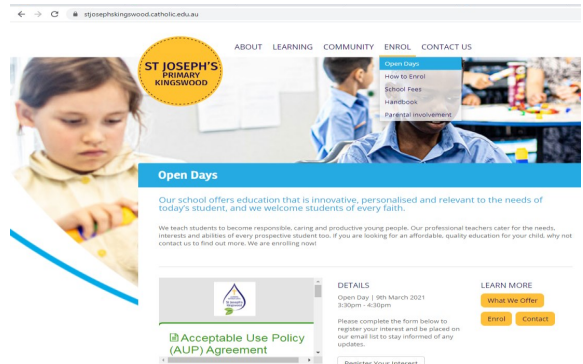 stjosephskingswood.catholic.edu.au
ABOUT LEARNING COMMUNITY ENROL CONTACT US
ST JOSEPH'S
PRIMARY
KINGSWOOD
Open Days
How to Enrol
School Fees
Handbook
Parental Involvement
Open Days
Our school offers education that is innovative, personalised and relevant to the needs of
today's student, and we welcome students of every faith.
We teach students to become responsible, caring and productive young people. Our professional teachers cater for the needs,
interests and abilities of every prospective student too. if you are looking for an affordable, quality education for your child, why not
contact us to find out more. We are enrolling now!
Acceptable Use Policy
(AUP) Agreement
DETAILS
Open Day | 9th March 2021
3:30pm - 4:30pm
Please complete the form below to
register your interest and be placed on
our email list to stay informed of any
updates.
Register Your Interest
LEARN MORE
What We Offer
Enrol Contact